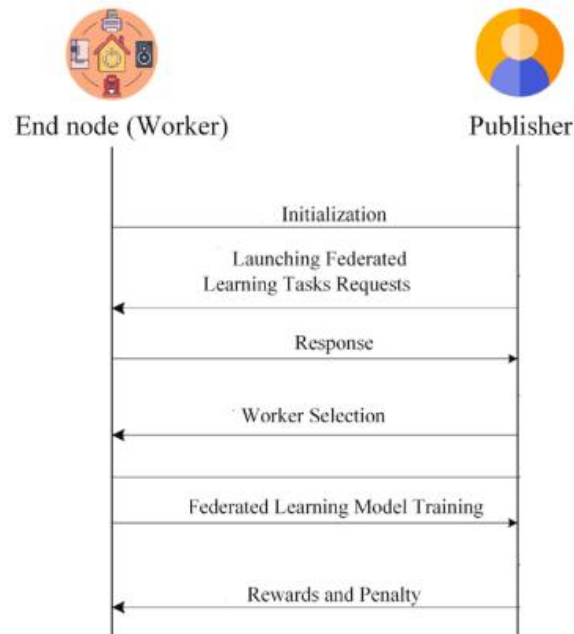 End node (Worker)
Publisher
Initialization
Launching Federated
Learning Tasks Requests
Response
Worker Selection
Federated Learning Model Training
Rewards and Penalty